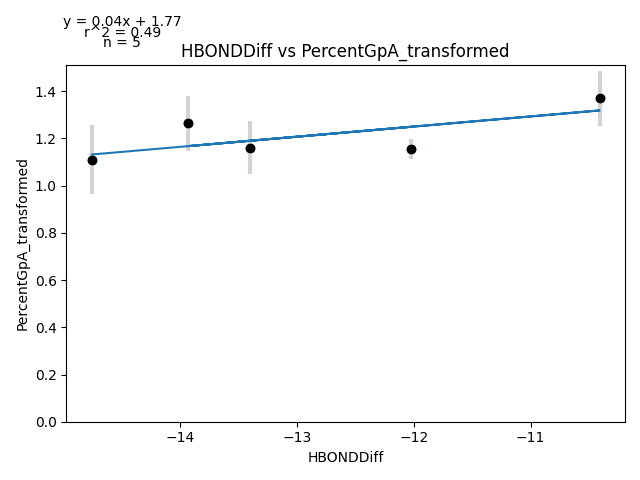 y = 0.04x + 1.77
r^2 = 0.49
n = 5
HBONDDiff vs PercentGpA_transformed
PercentGpA_transformed
1.4
1.2
1.0
0.8
0.6
0.4
0.2
0.0
−14
−13
−12
−11
HBONDDiff